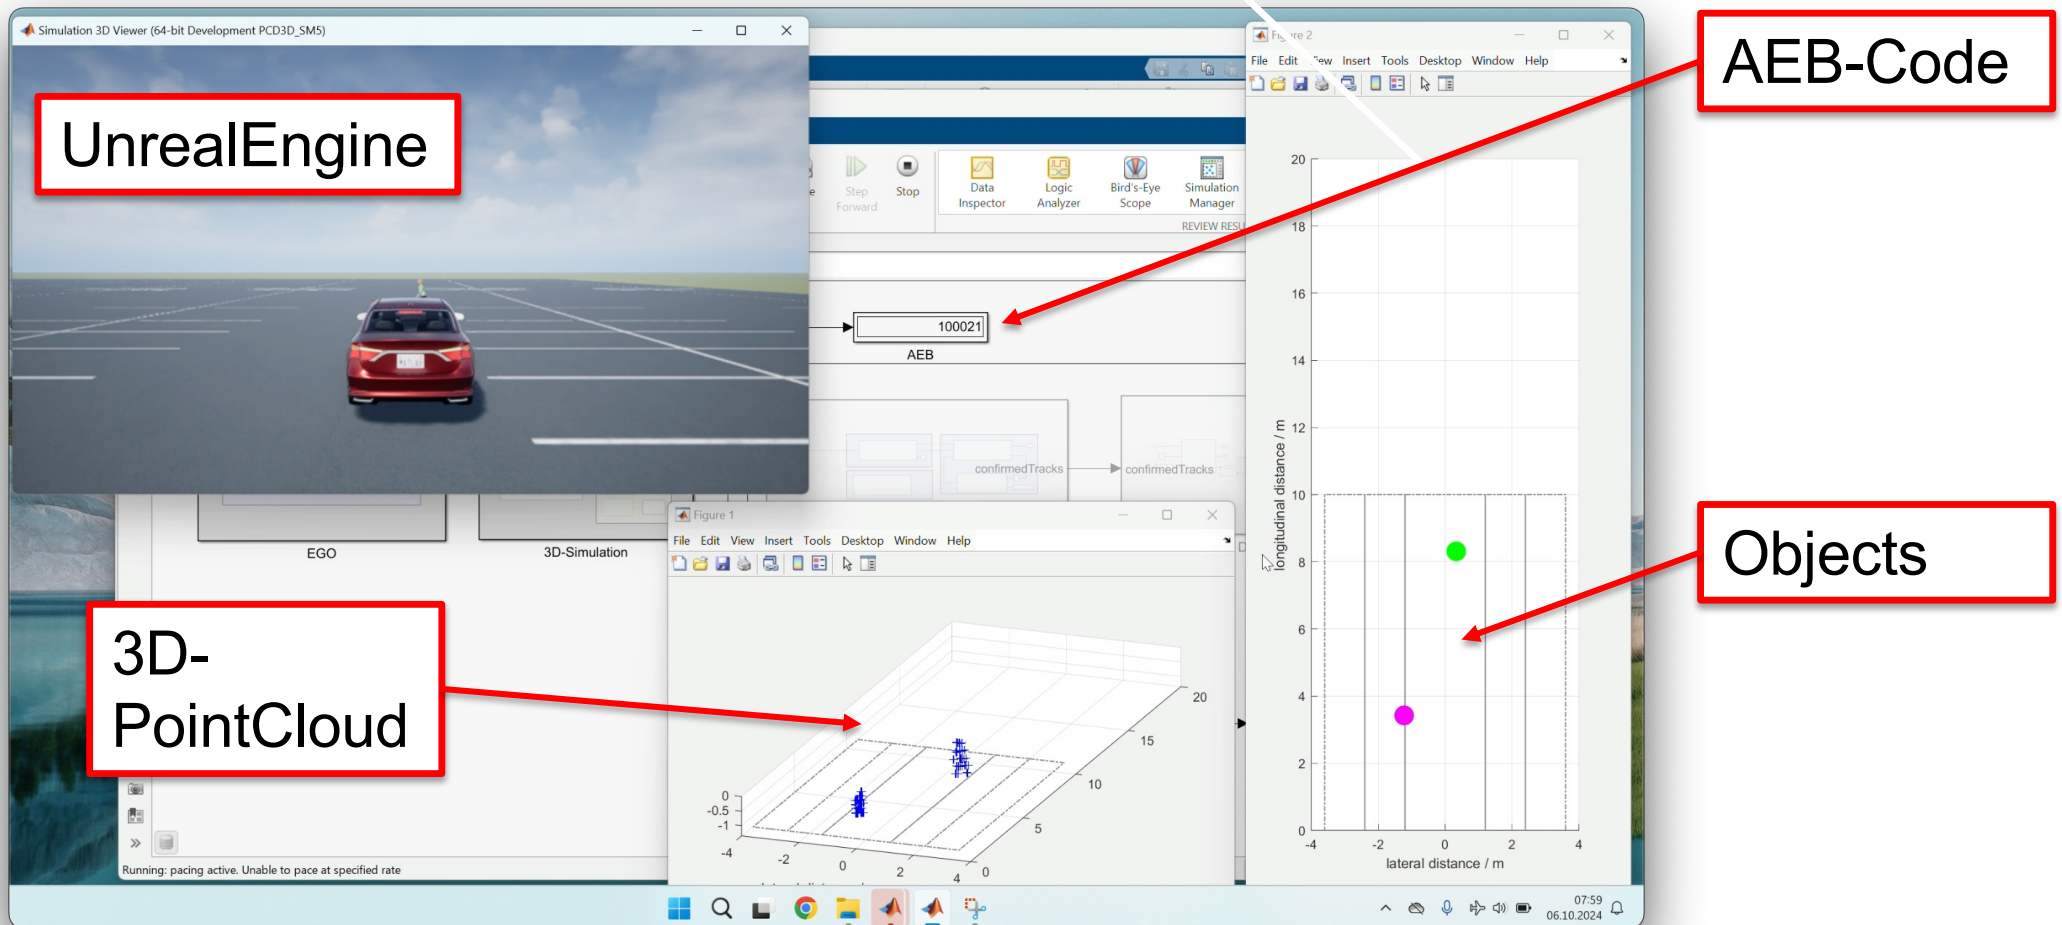 Simulation 3D Viewer (64-bit Development PCD3D_SM5)
UnrealEngine
Step
Forward
Stop
Data
Inspector
Logic
Analyzer
Bird's-Eye
Scope
Simulation
Manager
100021
AEB
confirmedTracks
confirmedTracks
EGO
3D-Simulation
Running: pacing active. Unable to pace at specified rate
3D-
PointCloud
Figure 1
File Edit View Insert Tools Desktop Window Help
0
-0.5
-1
-4
-2
0
2
4
0
5
10
15
20
Figure 2
File Edit View Insert Tools Desktop Window Help
20
18
16
14
12
10
8
6
4
2
0
-4
-2
0
2
4
longitudinal distance / m
lateral distance / m
AEB-Code
Objects
07:59
06.10.2024